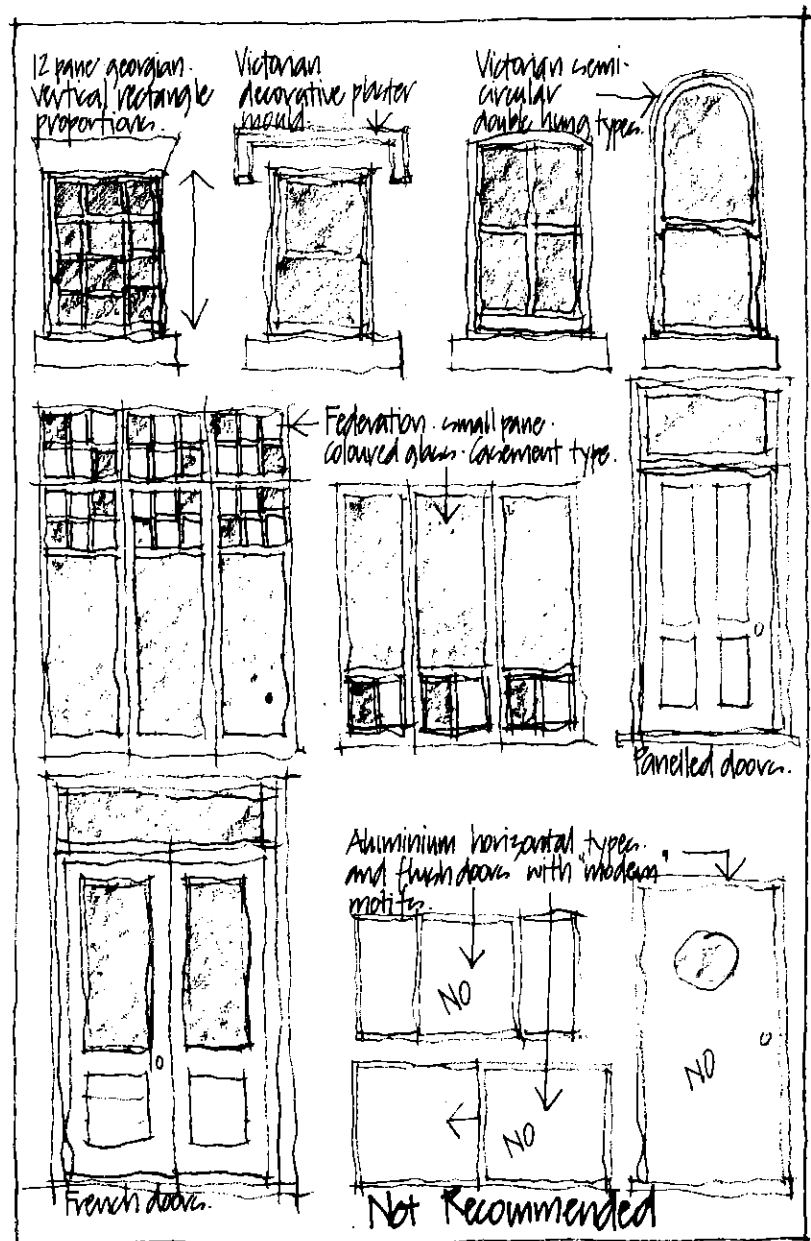 12 pane georgian.
vertical rectangle
proportions.
Victorian
decorative plaster
mould.
Victorian semi-
circular
double hung types.
Federation. small pane.
coloured glass. Casement type.
Panelled doors.
French doors.
Aluminium horizontal types.
and flush doors with "modern"
motifs.
NO
NO
NO
Not Recommended